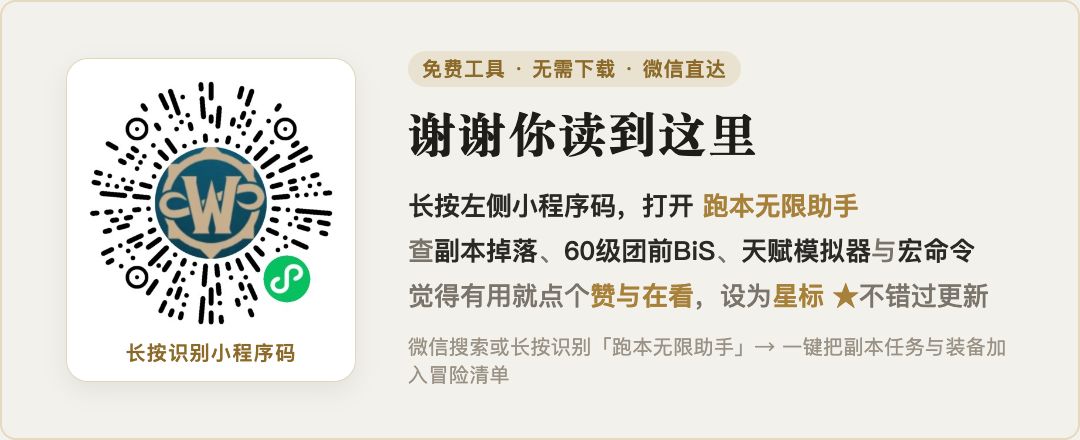 免费工具 · 无需下载 · 微信直达
谢谢你读到这里
长按左侧小程序码，打开 跑本无限助手
查副本掉落、60级团前BiS、天赋模拟器与宏命令
觉得有用就点个赞与在看，设为星标 ★不错过更新
微信搜索或长按识别「跑本无限助手」→ 一键把副本任务与装备加
入冒险清单
W
长按识别小程序码